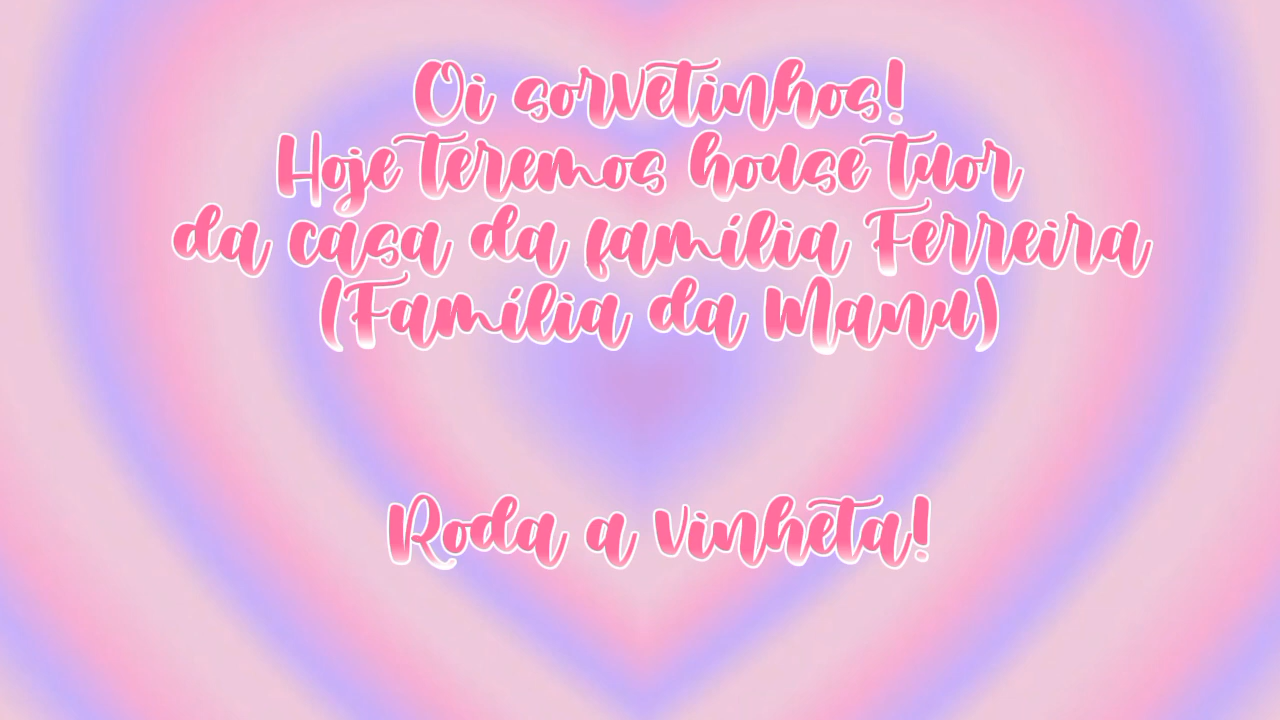 Oi sorvetinhos!
Hoje teremos house tuor
da casa da família Ferreira
(Família da Manu)
Roda a vinheta!